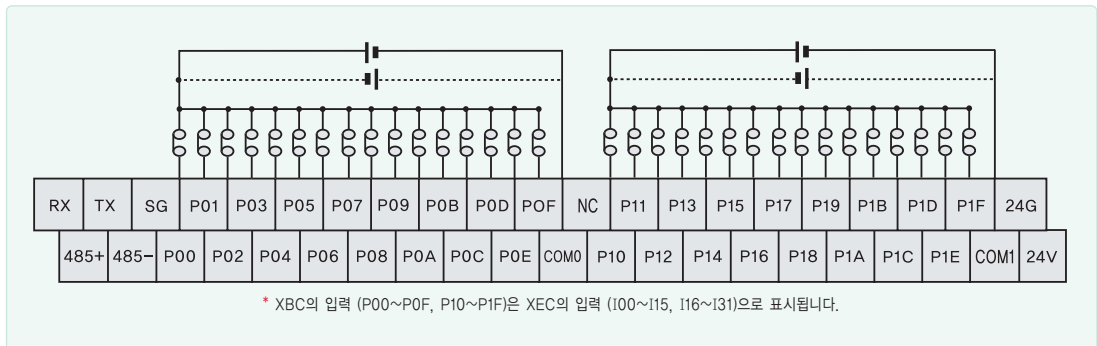 RX TX SG P01 P03 P05 P07 P09 P0B P0D P0F NC P11 P13 P15 P17 P19 P1B P1D P1F 24G
485+ 485- P00 P02 P04 P06 P08 P0A P0C P0E COM0 P10 P12 P14 P16 P18 P1A P1C P1E COM1 24V
* XBC의 입력 (P00~P0F, P10~P1F)은 XEC의 입력 (I00~I15, I16~I31)으로 표시됩니다.